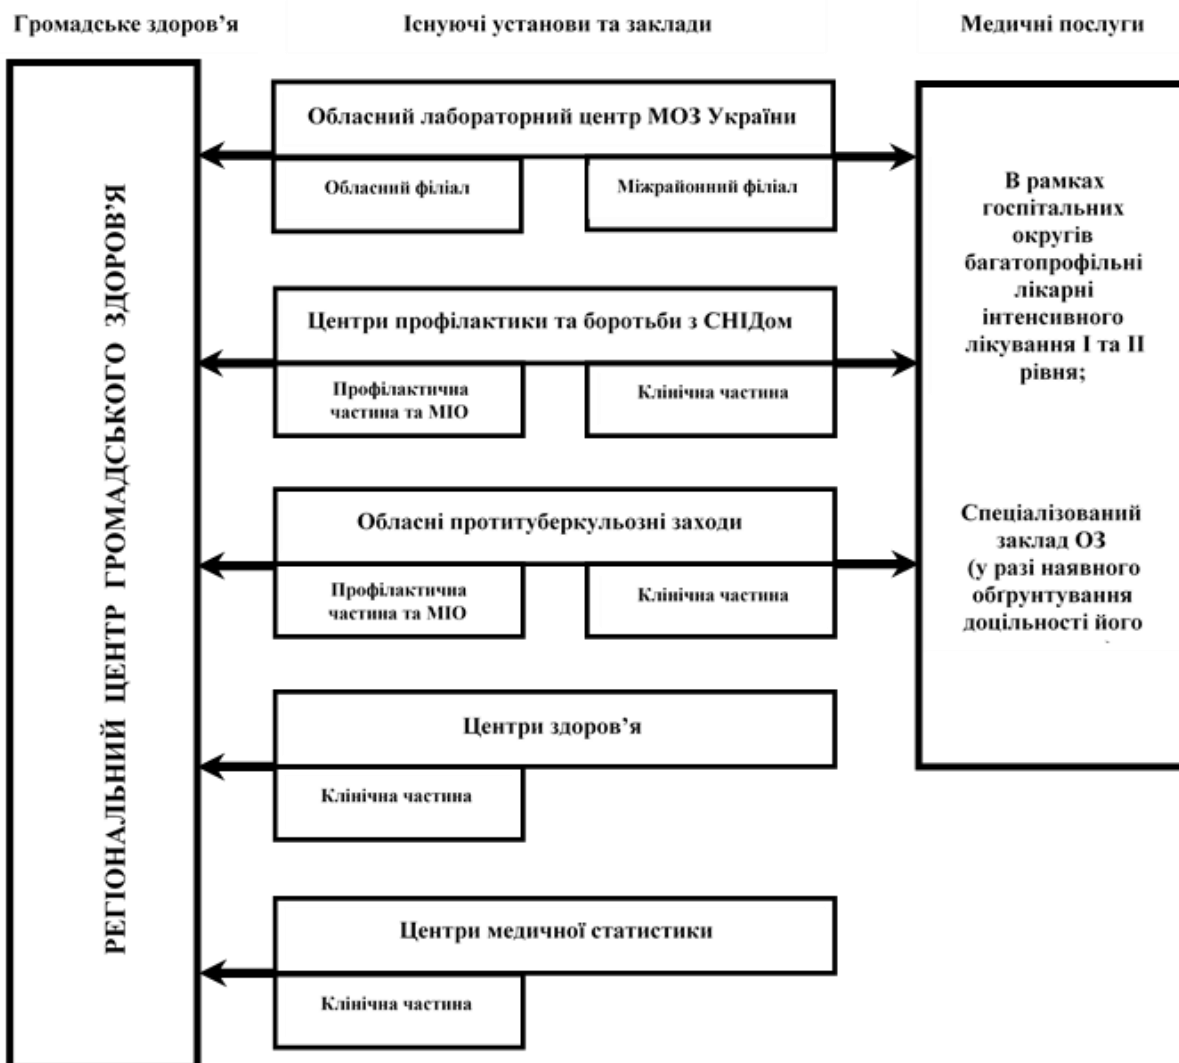 Громадське здоров’я
Існуючі установи та заклади
Медичні послуги
РЕГІОНАЛЬНИЙ ЦЕНТР ГРОМАДСЬКОГО ЗДОРОВ’Я
Обласний лабораторний центр МОЗ України
Обласний філіал
Міжрайонний філіал
Центри профілактики та боротьби з СНІДом
Профілактична
частина та МІО
Клінічна частина
Обласні протитуберкульозні заходи
Профілактична
частина та МІО
Клінічна частина
Центри здоров’я
Клінічна частина
Центри медичної статистики
Клінічна частина
В рамках
госпітальних
округів
багатопрофільні
лікарні
інтенсивного
лікування І та ІІ
рівня;
Спеціалізований
заклад ОЗ
(у разі наявного
обґрунтування
доцільності його